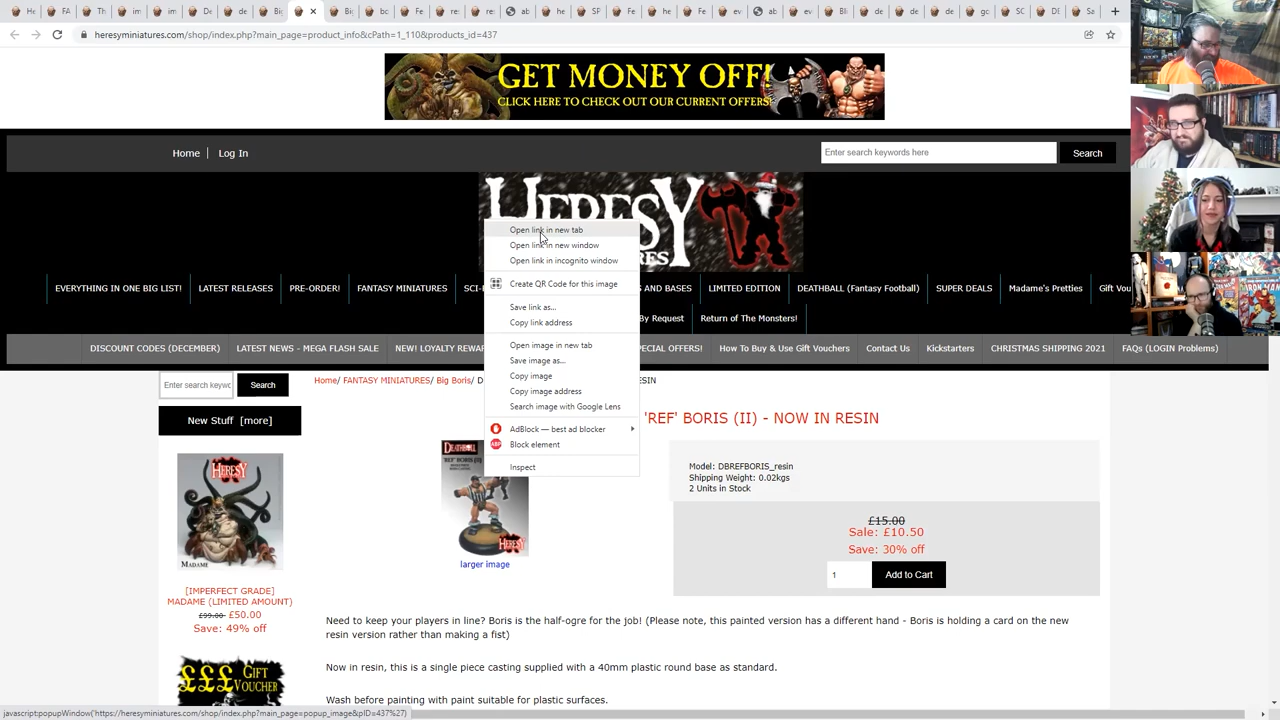 heresyminiatures.com/shop/index.php?main_page=product_info&cPath=1_110&products_id=437
GET MONEY OFF!
CLICK HERE TO CHECK OUT OUR CURRENT OFFERS!
Home
Log In
Enter search keywords here
Search
HERESY
EVERYTHING IN ONE BIG LIST!
LATEST RELEASES
PRE-ORDER!
FANTASY MINIATURES
SCI-
S AND BASES
LIMITED EDITION
DEATHBALL (Fantasy Football)
SUPER DEALS
Madame's Pretties
Gift Vou
By Request
Return of The Monsters!
DISCOUNT CODES (DECEMBER)
LATEST NEWS - MEGA FLASH SALE
NEW! LOYALTY REWA
PECIAL OFFERS!
How To Buy & Use Gift Vouchers
Contact Us
Kickstarters
CHRISTMAS SHIPPING 2021
FAQs (LOGIN Problems)
Open link in new tab
Open link in new window
Open link in incognito window
Create QR Code for this image
Save link as...
Copy link address
Open image in new tab
Save image as...
Copy image
Copy image address
Search image with Google Lens
AdBlock — best ad blocker
Block element
Inspect
Enter search keywo
Search
Home/ FANTASY MINIATURES/ Big Boris/ D
ESIN
New Stuff [more]
HERESY
MADAME
[IMPERFECT GRADE]
MADAME (LIMITED AMOUNT)
£99.00 £50.00
Save: 49% off
£££ GIFT
VOUCHER
'REF' BORIS (II) - NOW IN RESIN
DEATHBALL
'REF' BORIS (II)
HERESY
larger image
Model: DBREFBORIS_resin
Shipping Weight: 0.02kgs
2 Units in Stock
£15.00
Sale: £10.50
Save: 30% off
1
Add to Cart
Need to keep your players in line? Boris is the half-ogre for the job! (Please note, this painted version has a different hand - Boris is holding a card on the new
resin version rather than making a fist)
Now in resin, this is a single piece casting supplied with a 40mm plastic round base as standard.
Wash before painting with paint suitable for plastic surfaces.
javascript:popupWindow('https://heresyminiatures.com/shop/index.php?main_page=popup_image&pID=437%27)